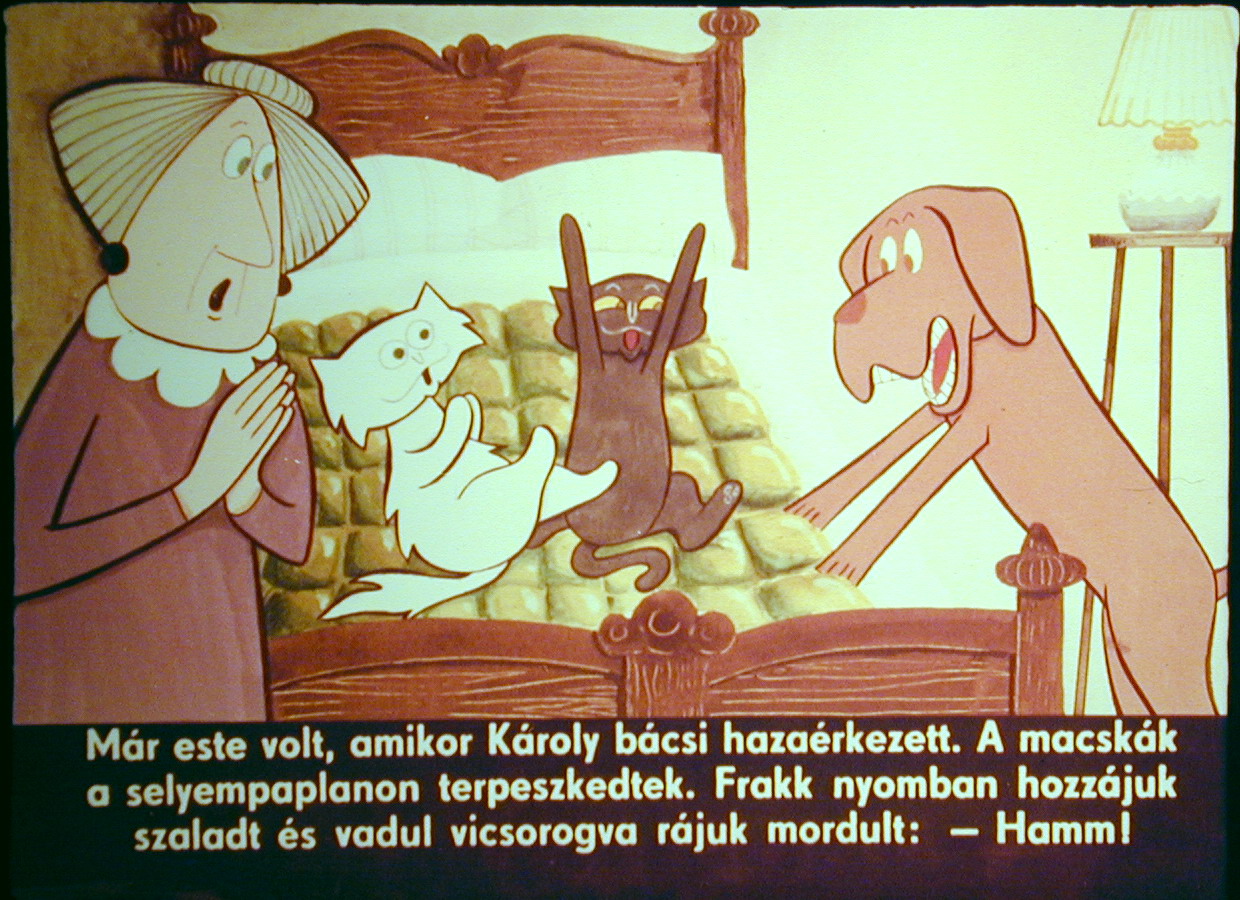 Már este volt, amikor Károly bácsi hazaérkezett. A macskák
a selyempaplanon terpeszkedtek. Frakk nyomban hozzájuk
szaladt és vadul vicsorogva rájuk mordult: – Hamm!